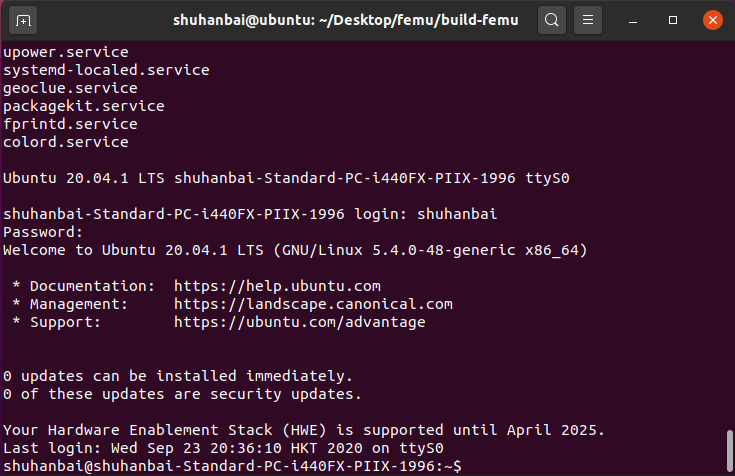 shuhanbai@ubuntu: ~/Desktop/femu/build-femu
upower.service
systemd-localed.service
geoclue.service
packagekit.service
fprintd.service
colord.service
Ubuntu 20.04.1 LTS shuhanbai-Standard-PC-i440FX-PIIX-1996 ttyS0
shuhanbai-Standard-PC-i440FX-PIIX-1996 login: shuhanbai
Password:
Welcome to Ubuntu 20.04.1 LTS (GNU/Linux 5.4.0-48-generic x86_64)
* Documentation:  https://help.ubuntu.com
* Management:     https://landscape.canonical.com
* Support:        https://ubuntu.com/advantage
0 updates can be installed immediately.
0 of these updates are security updates.
Your Hardware Enablement Stack (HWE) is supported until April 2025.
Last login: Wed Sep 23 20:36:10 HKT 2020 on ttyS0
shuhanbai@shuhanbai-Standard-PC-i440FX-PIIX-1996:~$